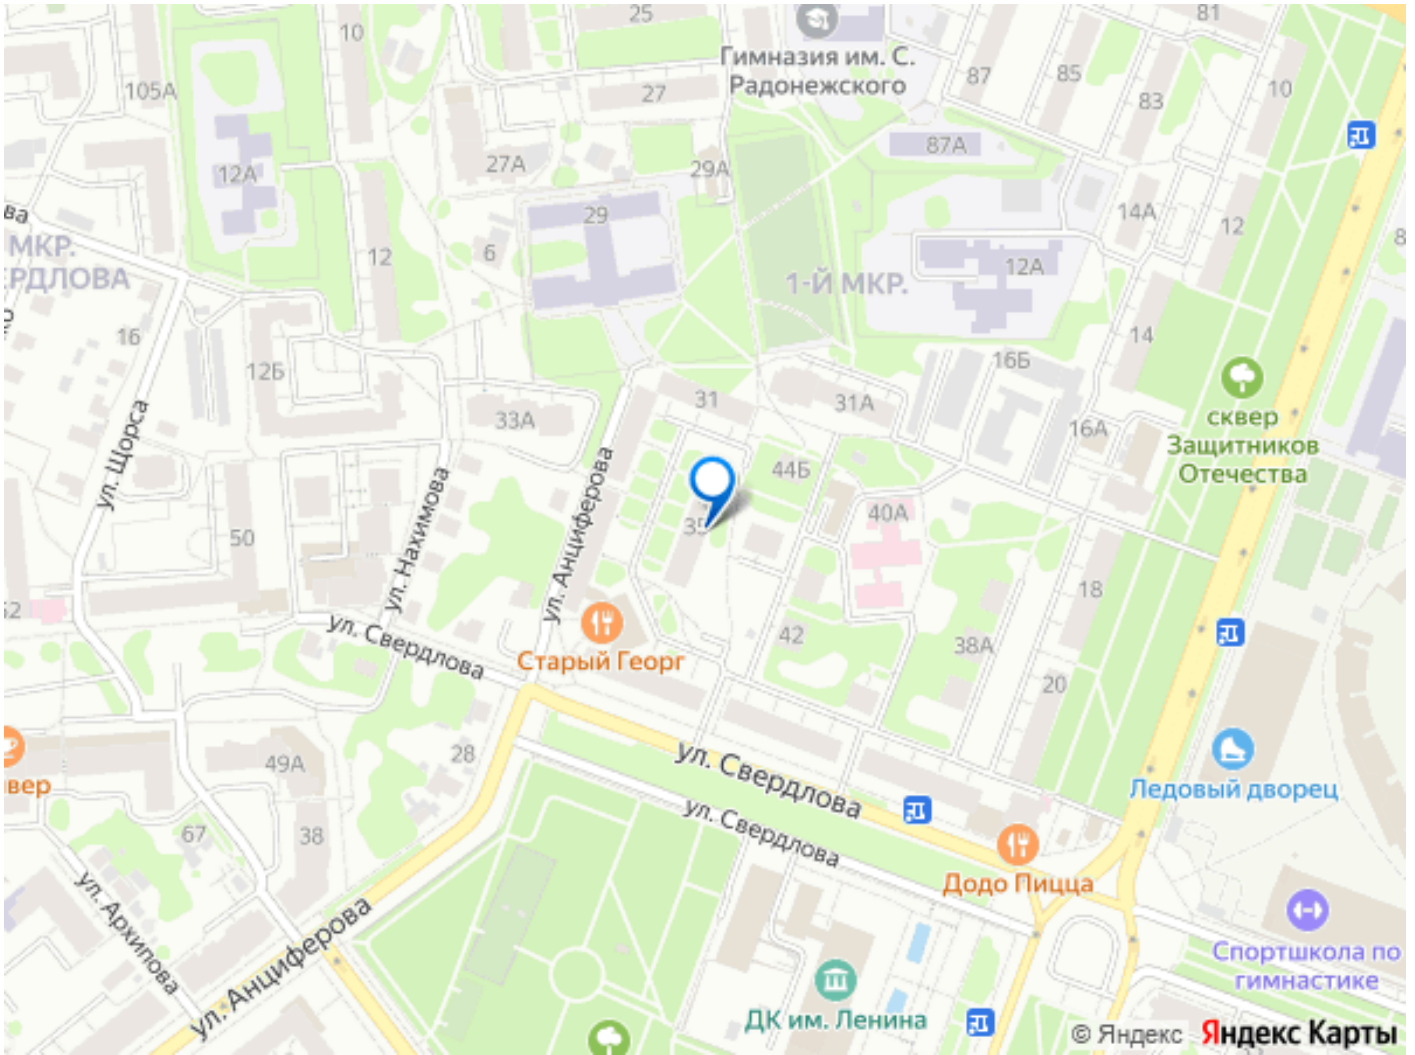 25
81
10
Гимназия им. С.
Радонежского
87
85
10
105А
27
83
87А
27А
29А
12А
ва
29
14А
12
МКР.
ЕРДЛОВА
12
6
12А
1-Й МКР.
16
14
12Б
16Б
31
31А
33А
сквер
Защитников
Отечества
16А
ул. Щорса
ул. Анциферова
44Б
ул. Нахимова
35
40А
50
18
52
ул. Свердлова
42
38А
Старый Георг
20
28
ул. Свердлова
49А
вер
Ледовый дворец
ул. Свердлова
67
38
Додо Пицца
ул. Архипова
ул. Анциферова
Спортшкола по
гимнастике
ДК им. Ленина
© Яндекс Яндекс Карты